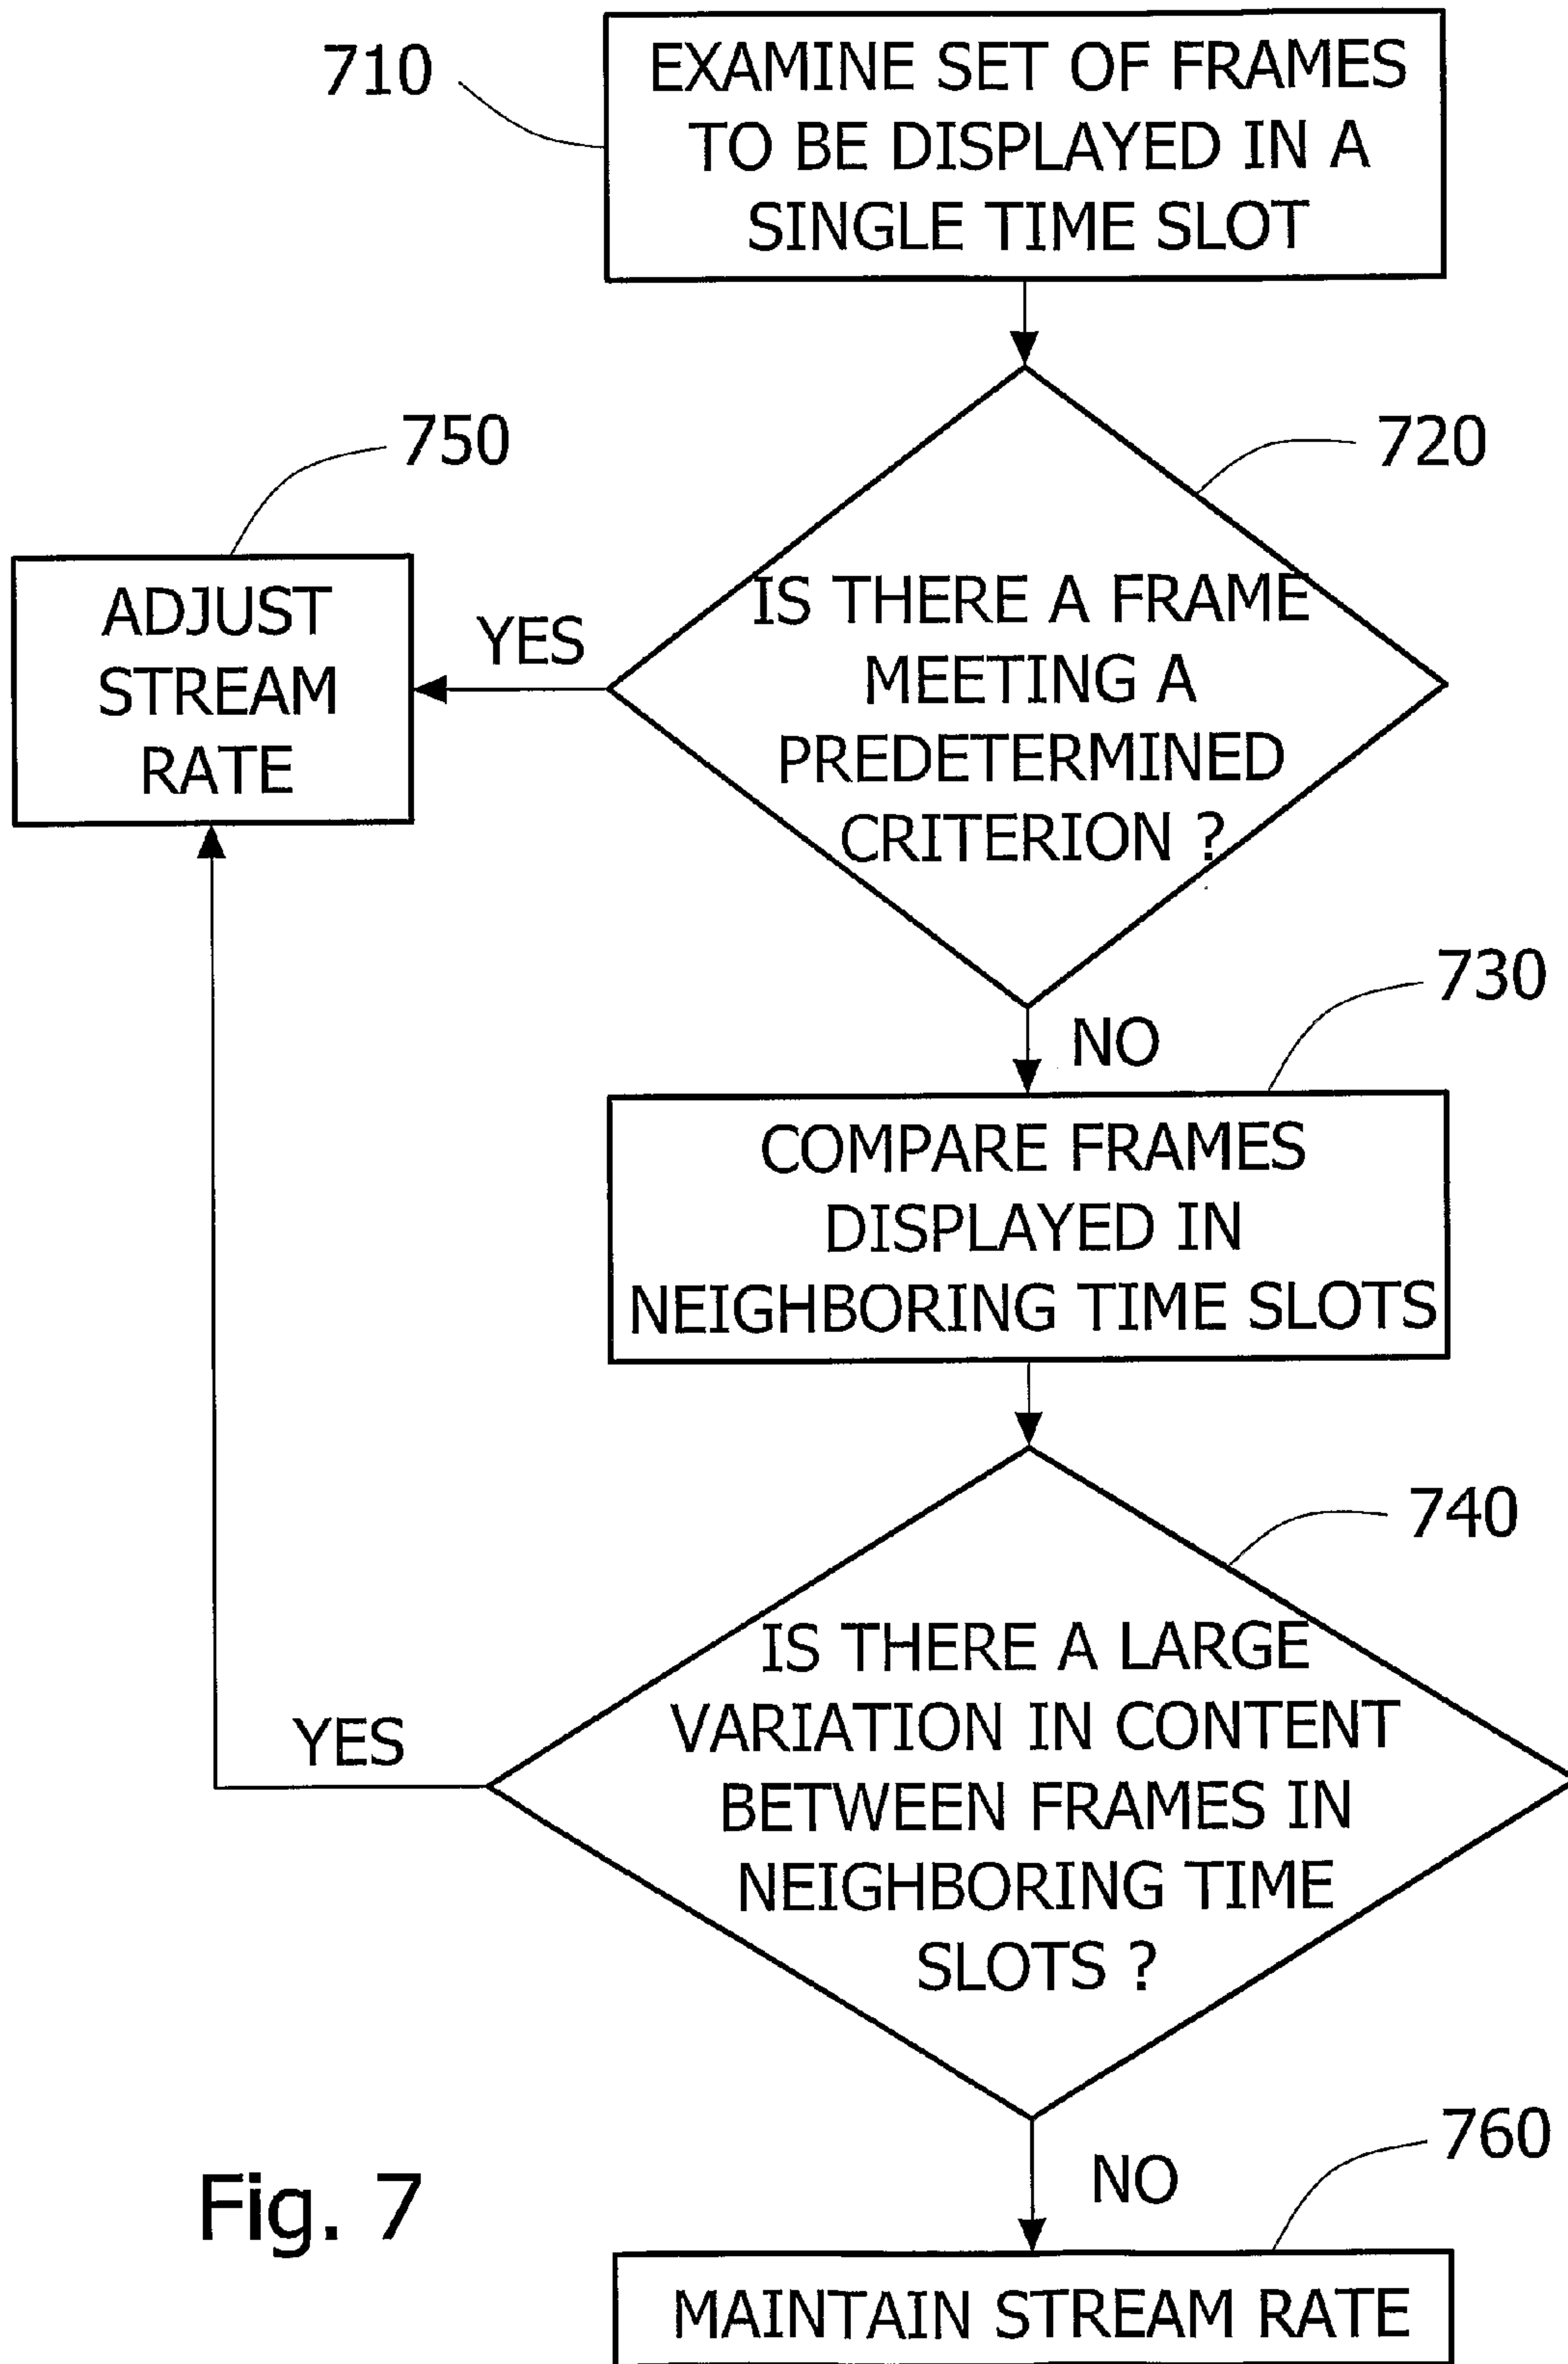 710
EXAMINE SET OF FRAMES
TO BE DISPLAYED IN A
SINGLE TIME SLOT
750
720
ADJUST
STREAM
RATE
YES
IS THERE A FRAME
MEETING A
PREDETERMINED
CRITERION ?
730
NO
COMPARE FRAMES
DISPLAYED IN
NEIGHBORING TIME SLOTS
740
IS THERE A LARGE
VARIATION IN CONTENT
BETWEEN FRAMES IN
NEIGHBORING TIME
SLOTS ?
YES
760
NO
Fig. 7
MAINTAIN STREAM RATE